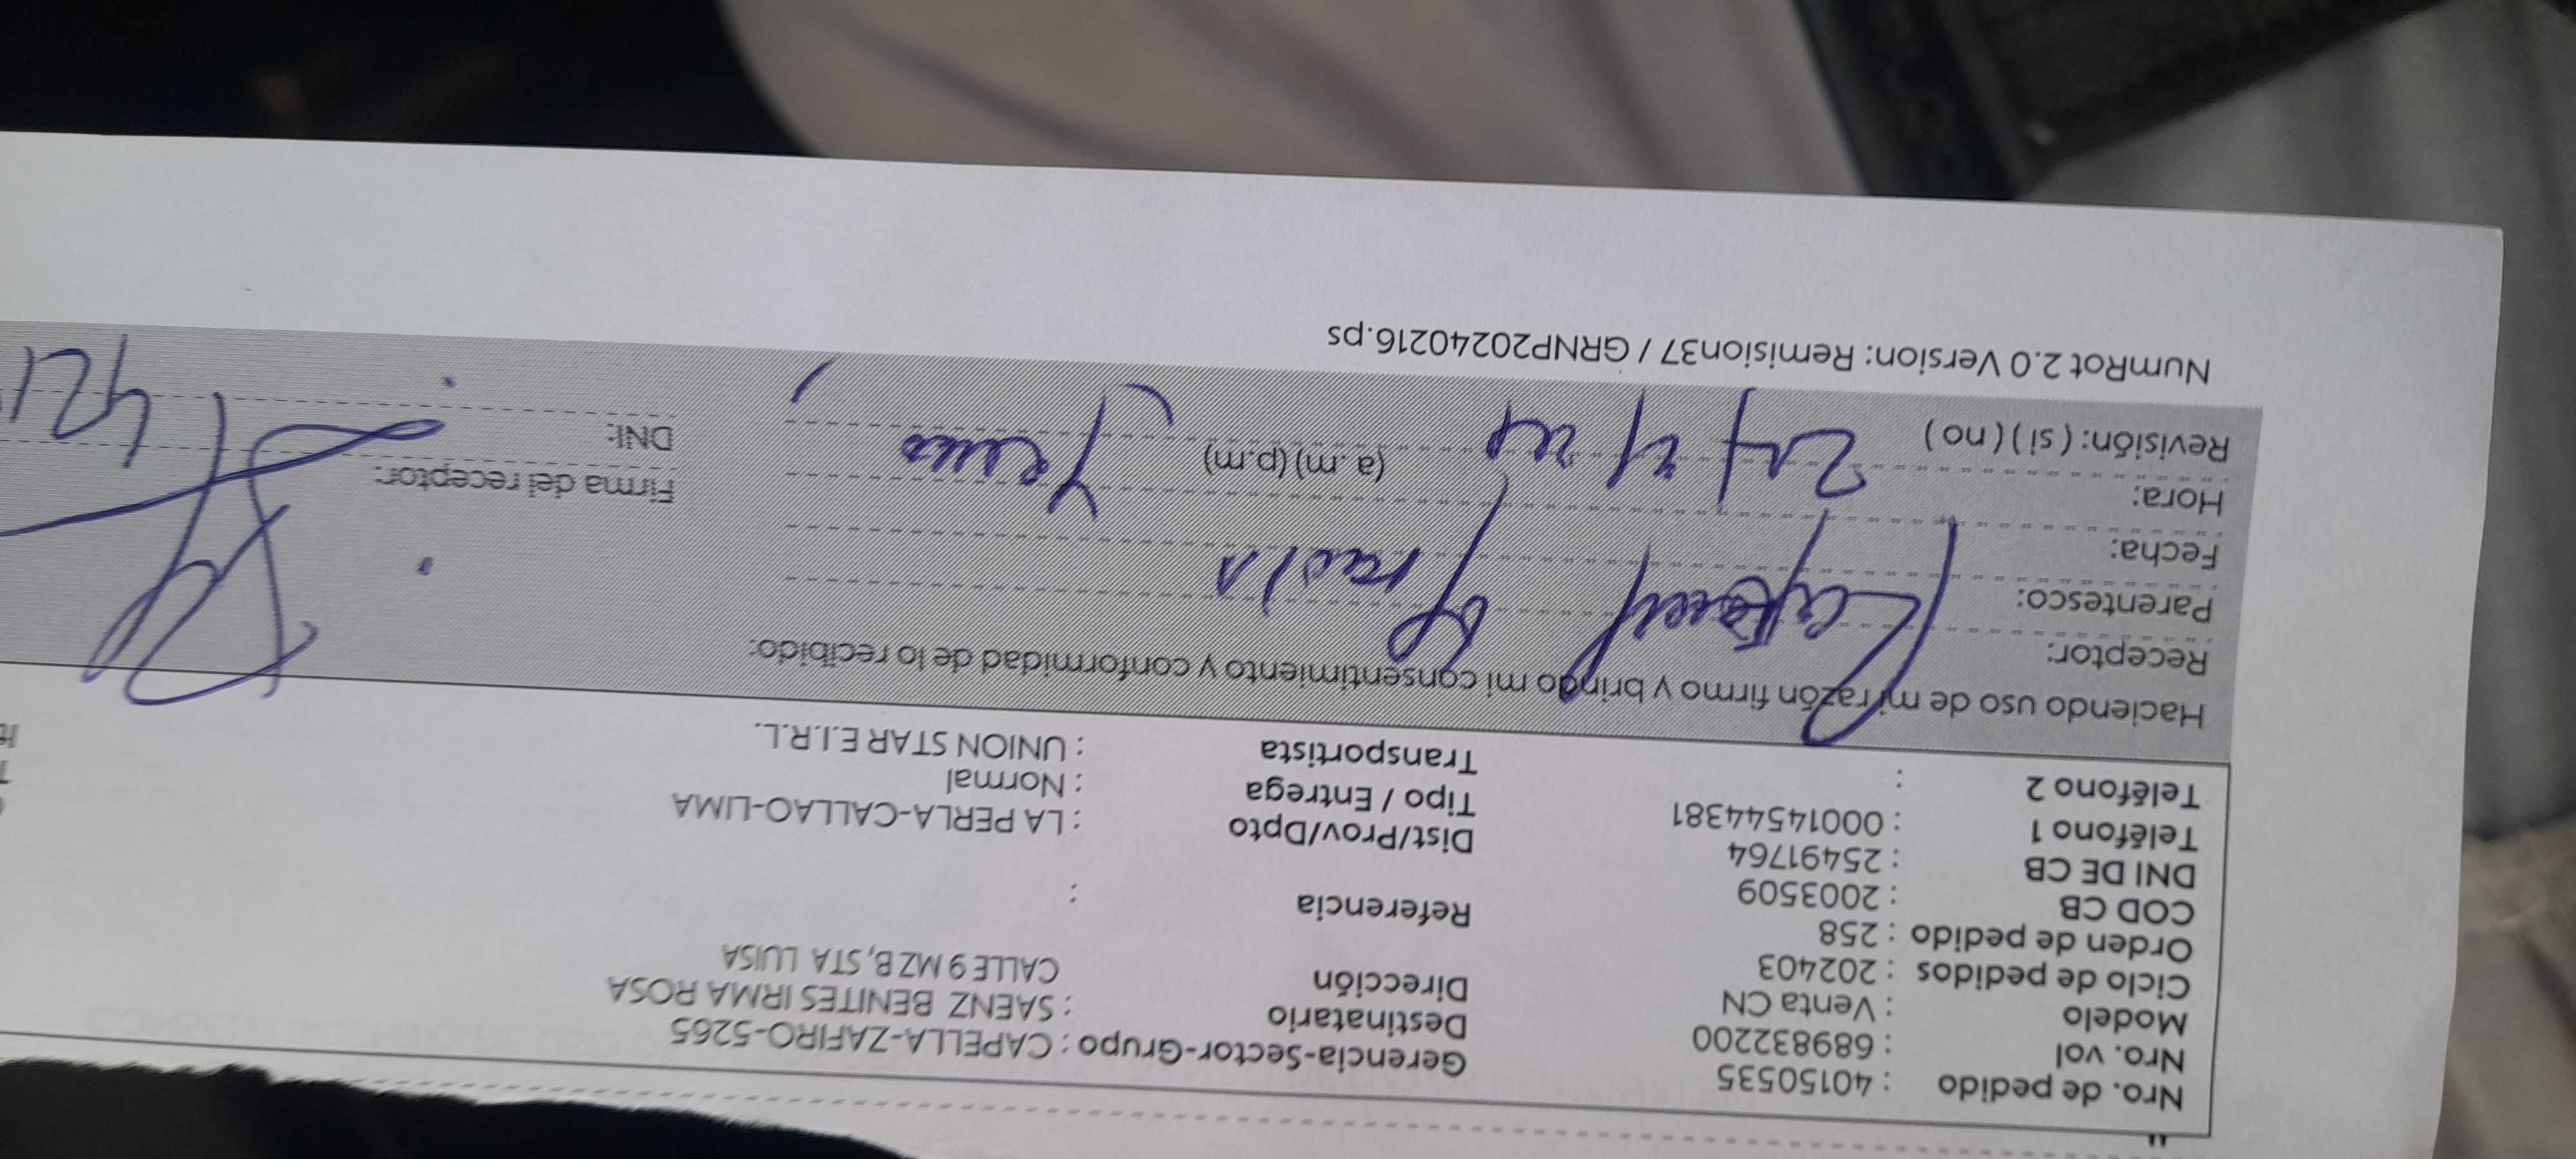 Nro. de pedido : 40150535
Nro. vol : 689832200
Modelo : Venta CN
Ciclo de pedidos : 202403
Orden de pedido : 258
COD CB : 2003509
DNI DE CB : 25491764
Teléfono 1 : 00014544381
Teléfono 2 :
Gerencia-Sector-Grupo : CAPELLA-ZAFIRO-5265
Destinatario : SAENZ BENITES IRMA ROSA
Dirección CALLE 9 MZ B, STA LUISA
Referencia :
Dist/Prov/Dpto : LA PERLA-CALLAO-LIMA
Tipo / Entrega : Normal
Transportista : UNION STAR E.I.R.L.
Haciendo uso de mi razón firmo y brindo mi consentimiento y conformidad de lo recibido:
Receptor:
Parentesco:
Fecha:
Hora: (a.m) (p.m)
Revisión: ( si ) ( no )
Firma del receptor:
DNI:
NumRot 2.0 Version: Remision37 / GRNP20240216.ps